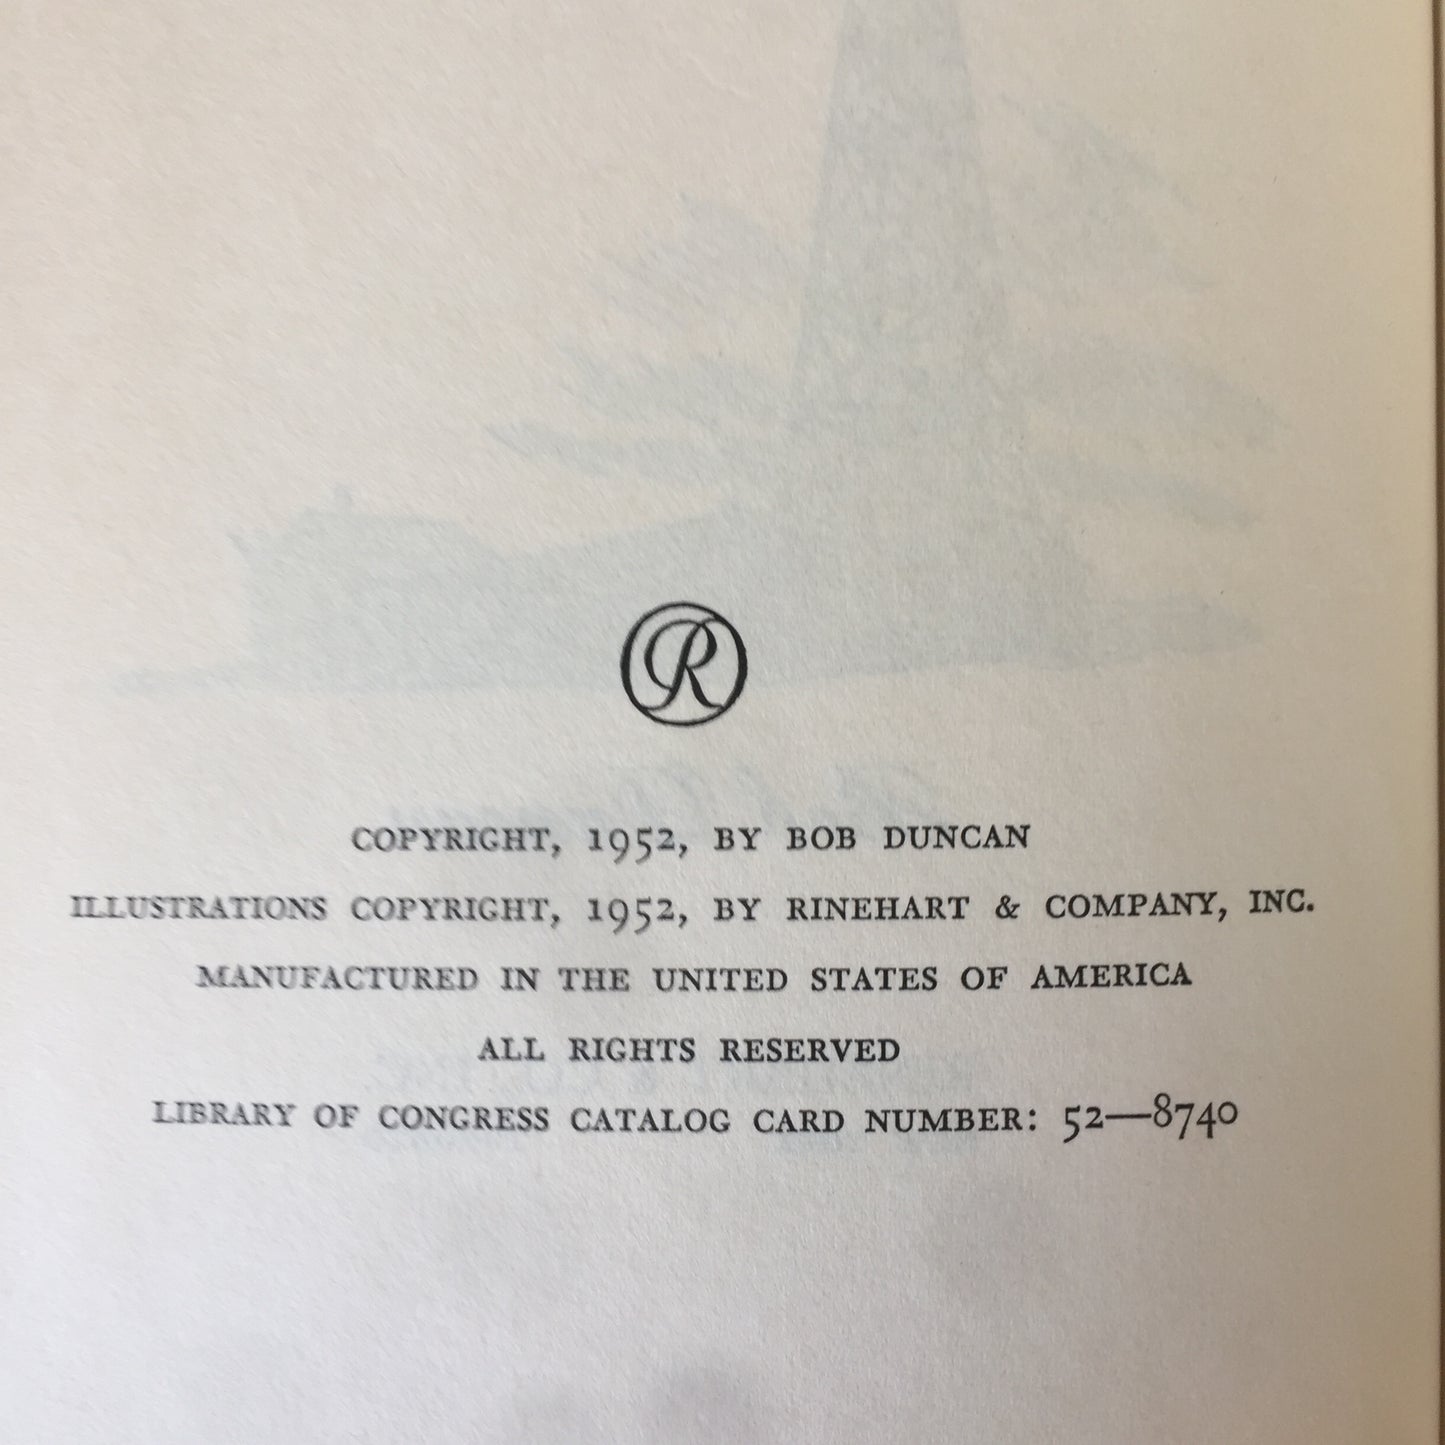 R
COPYRIGHT, 1952, BY BOB DUNCAN
ILLUSTRATIONS COPYRIGHT, 1952, BY RINEHART & COMPANY, INC.
MANUFACTURED IN THE UNITED STATES OF AMERICA
ALL RIGHTS RESERVED
LIBRARY OF CONGRESS CATALOG CARD NUMBER: 52—8740